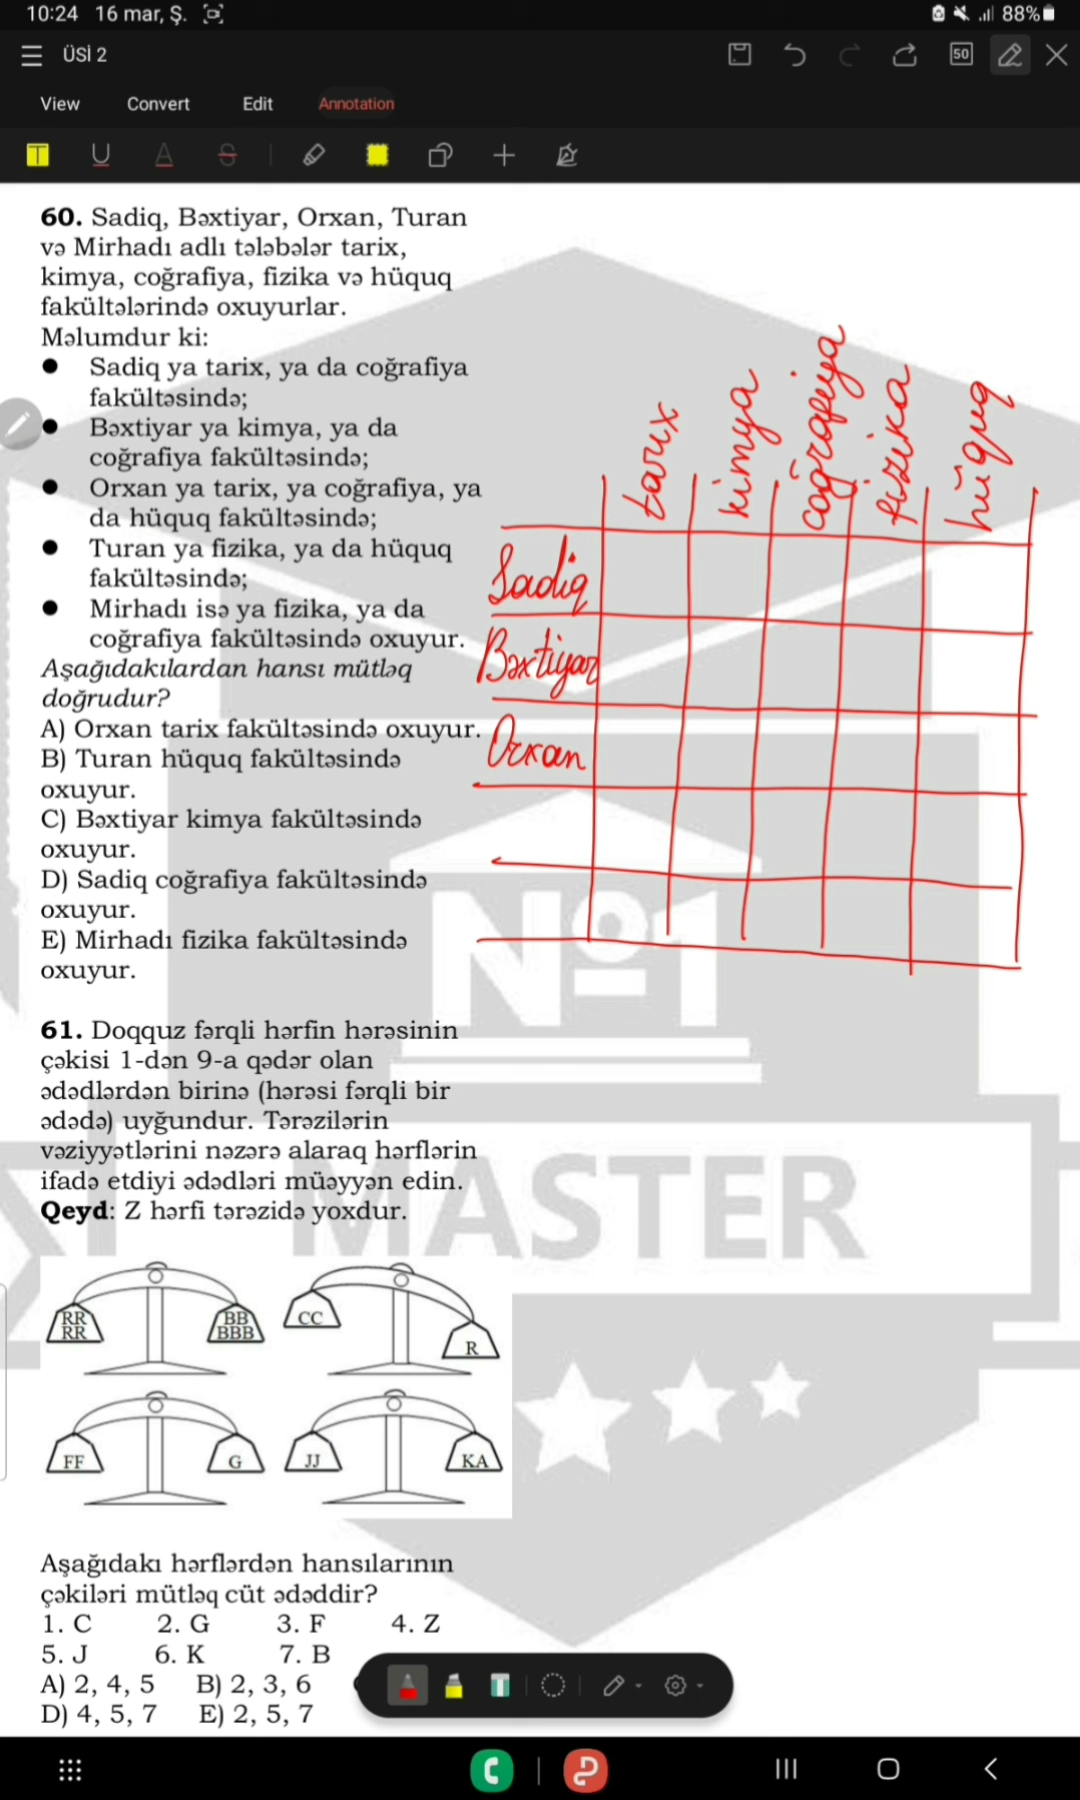 10:24 16 mar, Ş. 88%
ÜSİ 2
50
View Convert Edit Annotation
60. Sadiq, Bəxtiyar, Orxan, Turan
və Mirhadı adlı tələbələr tarix,
kimya, coğrafiya, fizika və hüquq
fakültələrində oxuyurlar.
Məlumdur ki:
● Sadiq ya tarix, ya da coğrafiya
fakültəsində;
● Bəxtiyar ya kimya, ya da
coğrafiya fakültəsində;
● Orxan ya tarix, ya coğrafiya, ya
da hüquq fakültəsində;
● Turan ya fizika, ya da hüquq
fakültəsində;
● Mirhadı isə ya fizika, ya da
coğrafiya fakültəsində oxuyur.
Aşağıdakılardan hansı mütləq
doğrudur?
A) Orxan tarix fakültəsində oxuyur.
B) Turan hüquq fakültəsində
oxuyur.
C) Bəxtiyar kimya fakültəsində
oxuyur.
D) Sadiq coğrafiya fakültəsində
oxuyur.
E) Mirhadı fizika fakültəsində
oxuyur.
tarix kimya coğrafiya fizika hüquq
Sadiq
Bəxtiyar
Orxan
№1
MASTER
61. Doqquz fərqli hərfin hərəsinin
çəkisi 1-dən 9-a qədər olan
ədədlərdən birinə (hərəsi fərqli bir
ədədə) uyğundur. Tərəzilərin
vəziyyətlərini nəzərə alaraq hərflərin
ifadə etdiyi ədədləri müəyyən edin.
Qeyd: Z hərfi tərəzidə yoxdur.
RR BB CC
RR BBB R
FF G JJ KA
Aşağıdakı hərflərdən hansılarının
çəkiləri mütləq cüt ədəddir?
1. C 2. G 3. F 4. Z
5. J 6. K 7. B
A) 2, 4, 5 B) 2, 3, 6
D) 4, 5, 7 E) 2, 5, 7